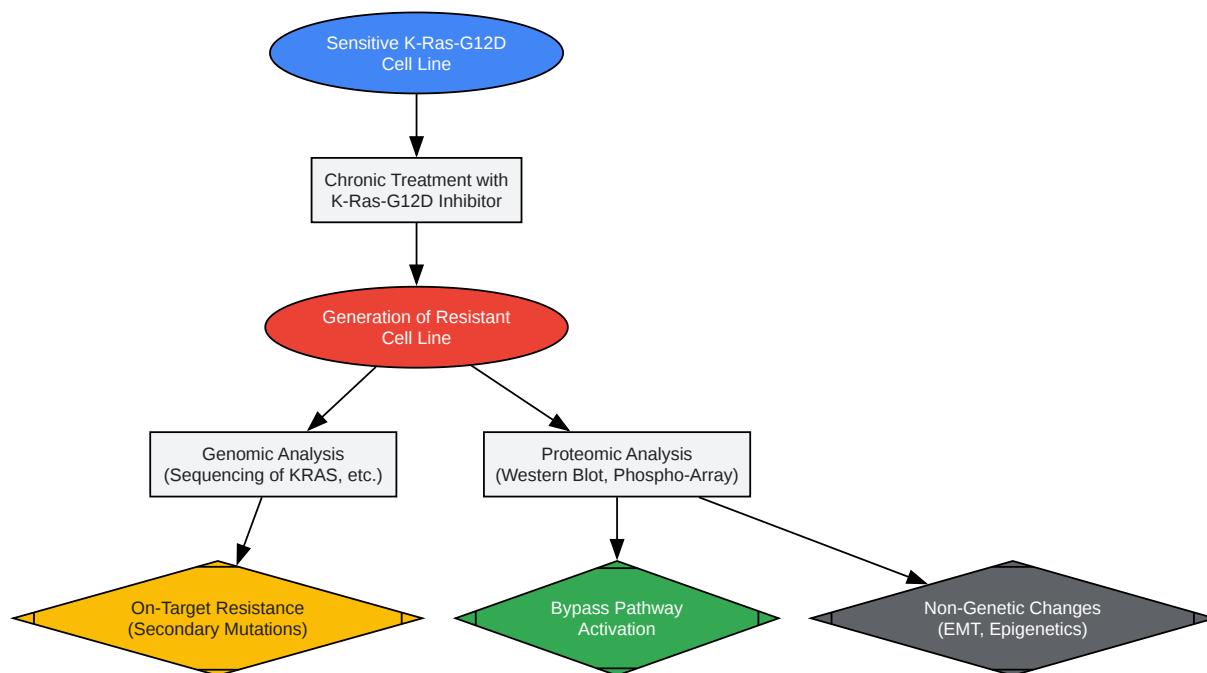 Sensitive K-Ras-G12D
Cell Line
Chronic Treatment with
K-Ras-G12D Inhibitor
Generation of Resistant
Cell Line
Genomic Analysis
(Sequencing of KRAS, etc.)
Proteomic Analysis
(Western Blot, Phospho-Array)
On-Target Resistance
(Secondary Mutations)
Bypass Pathway
Activation
Non-Genetic Changes
(EMT, Epigenetics)